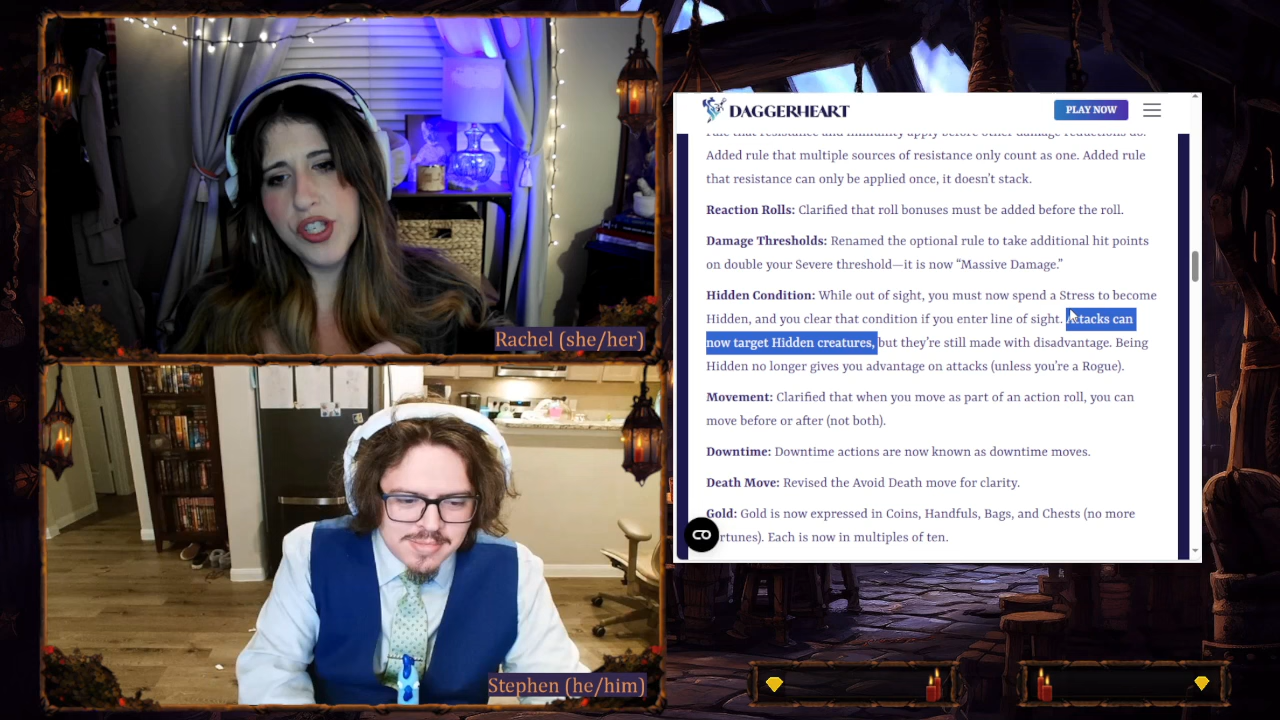 Rachel (she/her)
Stephen (he/him)
DAGGERHEART
PLAY NOW
Rule that resistance and immunity apply before other damage reductions do.
Added rule that multiple sources of resistance only count as one. Added rule
that resistance can only be applied once, it doesn't stack.
Reaction Rolls: Clarified that roll bonuses must be added before the roll.
Damage Thresholds: Renamed the optional rule to take additional hit points
on double your Severe threshold—it is now “Massive Damage.”
Hidden Condition: While out of sight, you must now spend a Stress to become
Hidden, and you clear that condition if you enter line of sight. Attacks can
now target Hidden creatures, but they’re still made with disadvantage. Being
Hidden no longer gives you advantage on attacks (unless you’re a Rogue).
Movement: Clarified that when you move as part of an action roll, you can
move before or after (not both).
Downtime: Downtime actions are now known as downtime moves.
Death Move: Revised the Avoid Death move for clarity.
Gold: Gold is now expressed in Coins, Handfuls, Bags, and Chests (no more
rtunes). Each is now in multiples of ten.